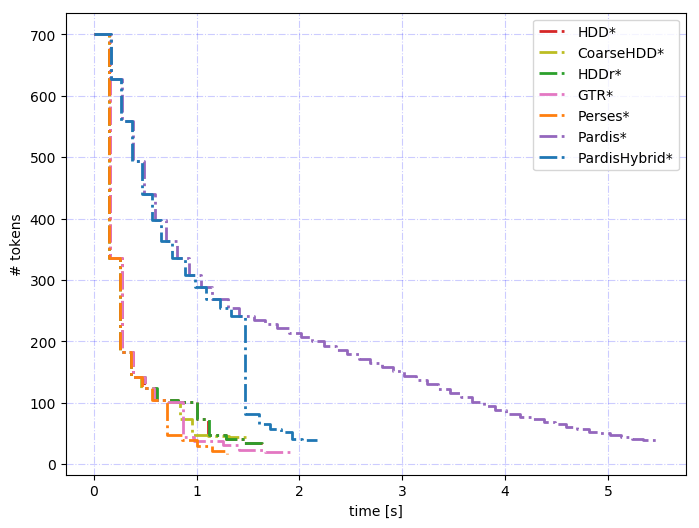 HDD*
CoarseHDD*
HDDr*
GTR*
Perses*
Pardis*
PardisHybrid*
# tokens
700
600
500
400
300
200
100
0
0
1
2
3
4
5
time [s]